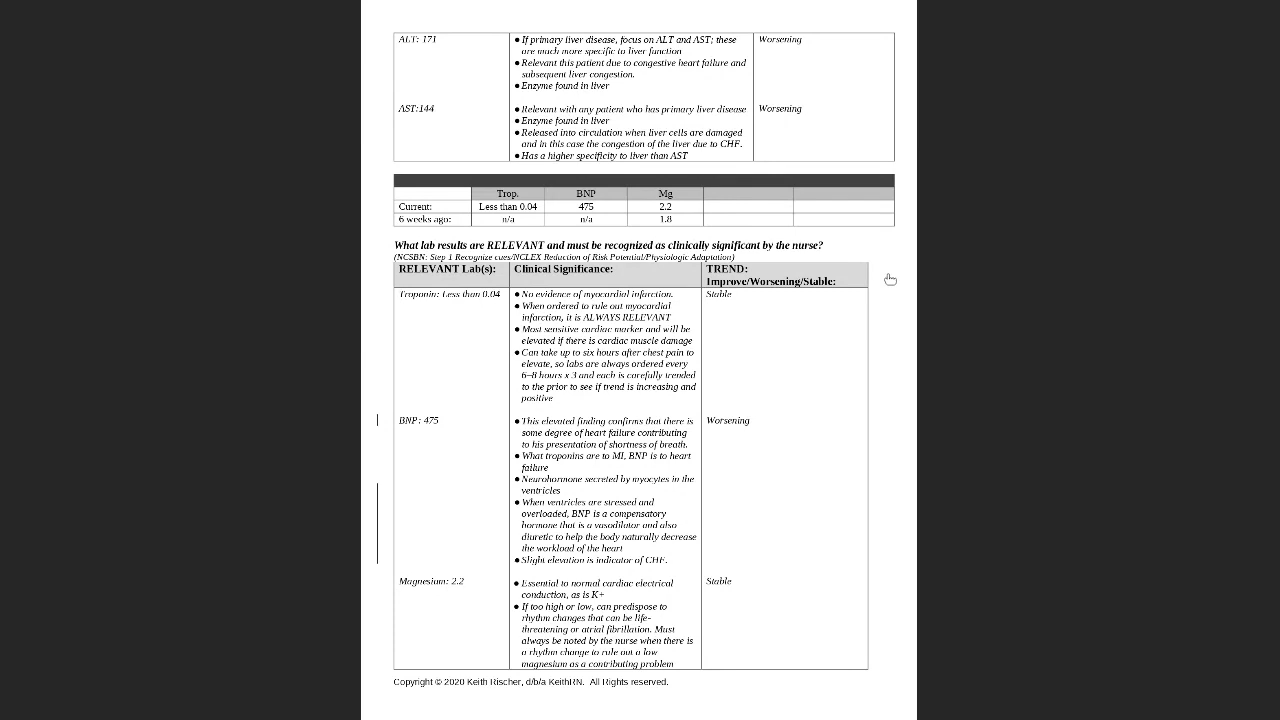 ALT: 171
● If primary liver disease, focus on ALT and AST; these
are much more specific to liver function
● Relevant this patient due to congestive heart failure and
subsequent liver congestion.
● Enzyme found in liver
Worsening
AST:144
● Relevant with any patient who has primary liver disease
● Enzyme found in liver
● Released into circulation when liver cells are damaged
and in this case the congestion of the liver due to CHF.
● Has a higher specificity to liver than AST
Worsening
Trop. BNP Mg
Current: Less than 0.04 475 2.2
6 weeks ago: n/a n/a 1.8
What lab results are RELEVANT and must be recognized as clinically significant by the nurse?
(NCSBN: Step 1 Recognize cues/NCLEX Reduction of Risk Potential/Physiologic Adaptation)
RELEVANT Lab(s): Clinical Significance: TREND:
Improve/Worsening/Stable:
Troponin: Less than 0.04
● No evidence of myocardial infarction.
● When ordered to rule out myocardial
infarction, it is ALWAYS RELEVANT
● Most sensitive cardiac marker and will be
elevated if there is cardiac muscle damage
● Can take up to six hours after chest pain to
elevate, so labs are always ordered every
6–8 hours x 3 and each is carefully trended
to the prior to see if trend is increasing and
positive
Stable
BNP: 475
● This elevated finding confirms that there is
some degree of heart failure contributing
to his presentation of shortness of breath.
● What troponins are to MI, BNP is to heart
failure
● Neurohormone secreted by myocytes in the
ventricles
● When ventricles are stressed and
overloaded, BNP is a compensatory
hormone that is a vasodilator and also
diuretic to help the body naturally decrease
the workload of the heart
● Slight elevation is indicator of CHF.
Worsening
Magnesium: 2.2
● Essential to normal cardiac electrical
conduction, as is K+
● If too high or low, can predispose to
rhythm changes that can be life-
threatening or atrial fibrillation. Must
always be noted by the nurse when there is
a rhythm change to rule out a low
magnesium as a contributing problem
Stable
Copyright © 2020 Keith Rischer, d/b/a KeithRN. All Rights reserved.